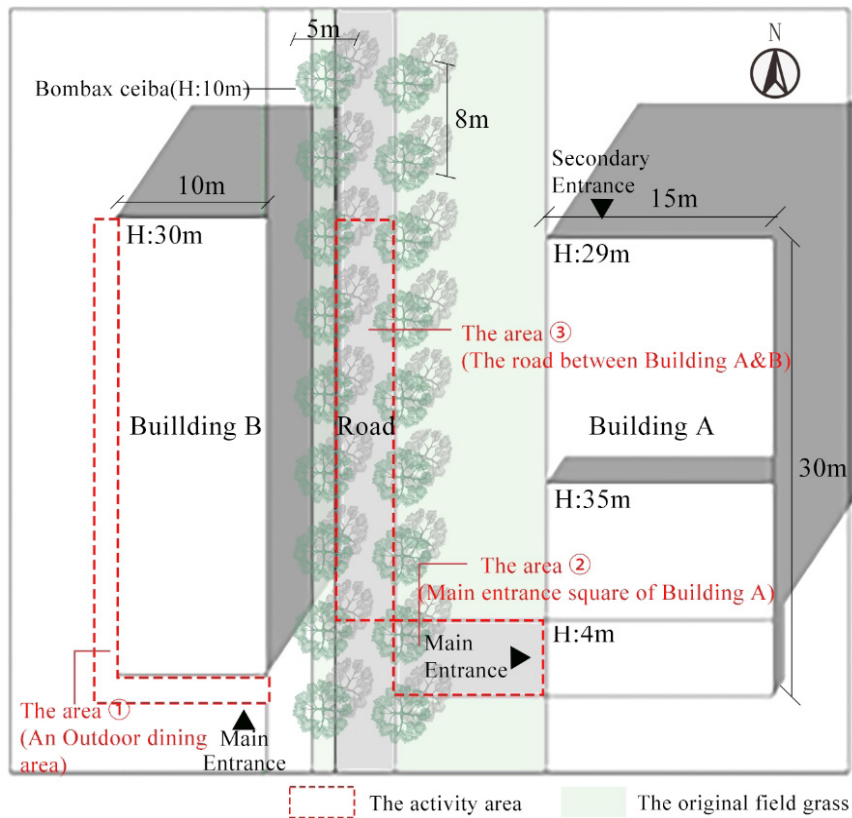 5m
N
Bombax ceiba(H:10m)
8m
Secondary
Entrance
10m
15m
H:30m
H:29m
The area ③
(The road between Building A&B)
Buillding B
Road
Building A
30m
H:35m
The area ②
(Main entrance square of Building A)
Main
Entrance
H:4m
The area ①
(An Outdoor dining
area)
Main
Entrance
The activity area
The original field grass